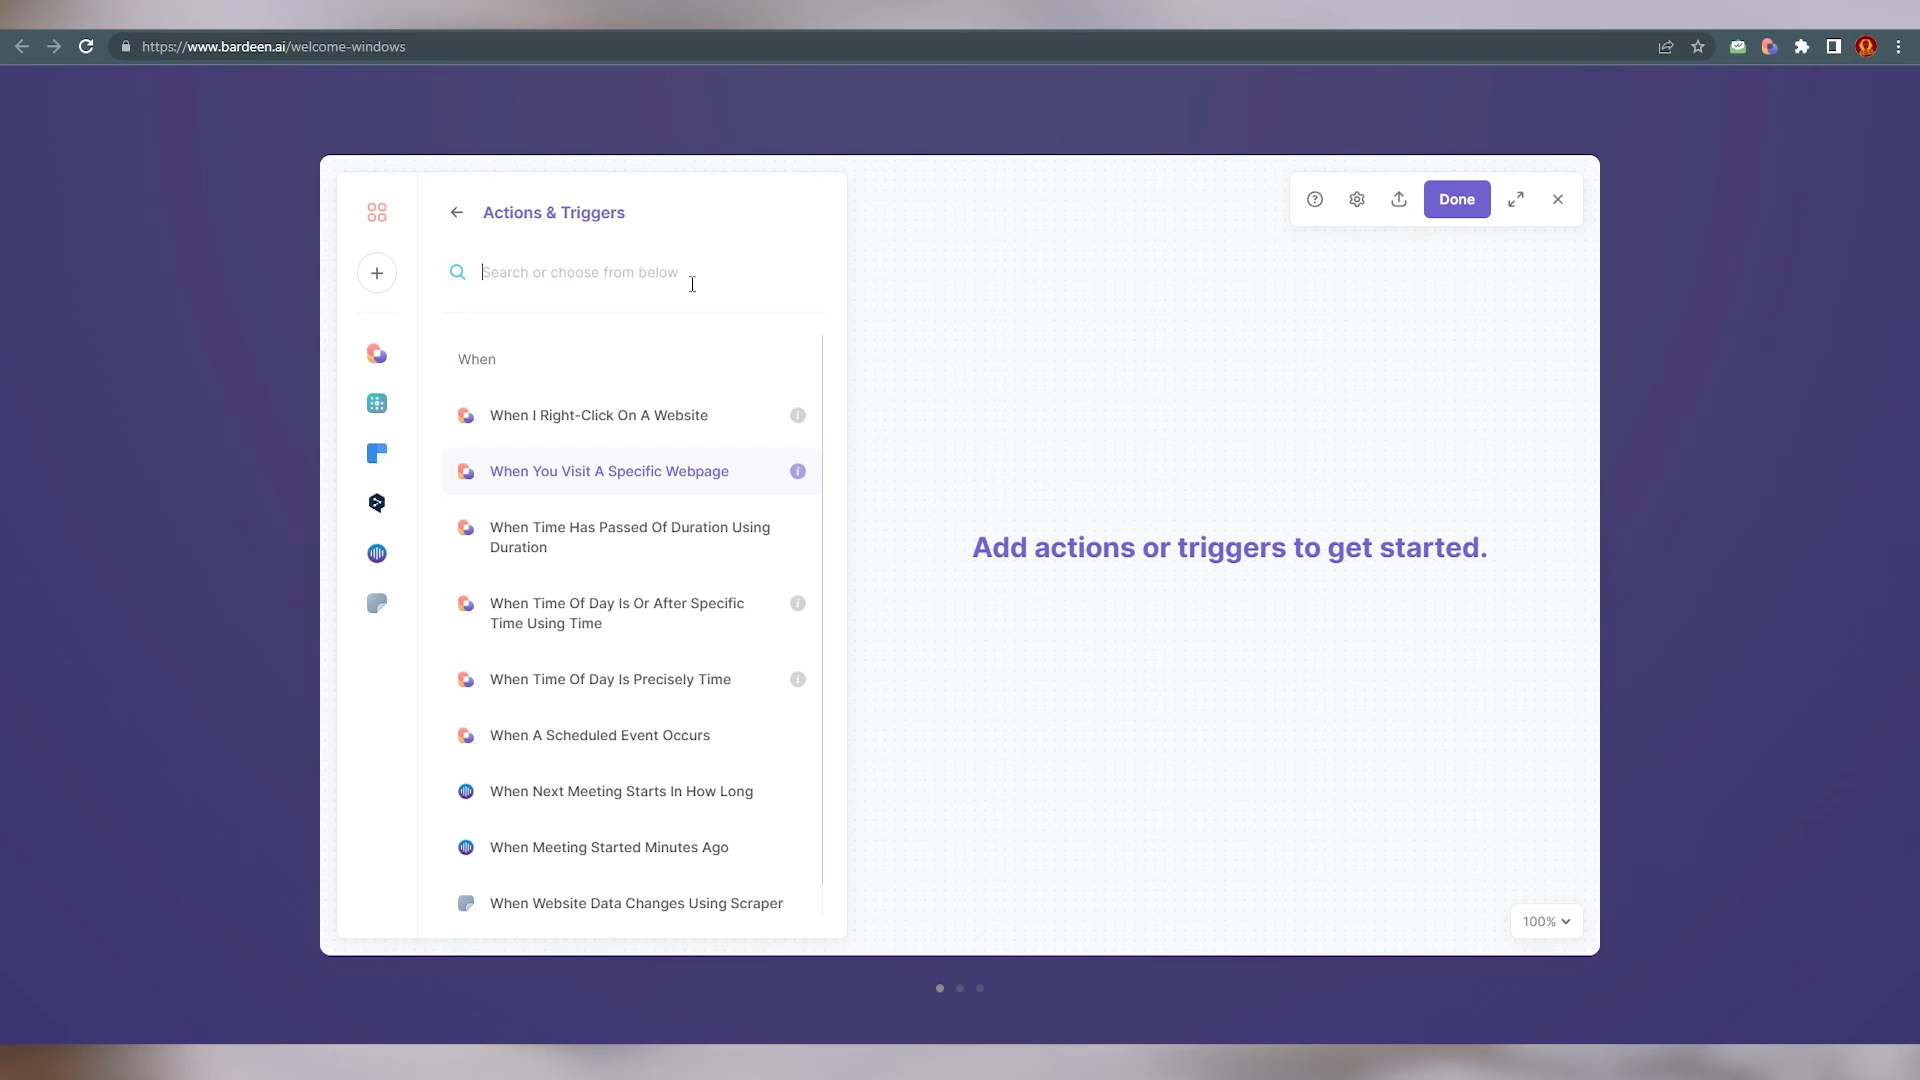 https://www.bardeen.ai/welcome-windows
Actions & Triggers
Done
Search or choose from below
When
When I Right-Click On A Website
When You Visit A Specific Webpage
When Time Has Passed Of Duration Using
Duration
When Time Of Day Is Or After Specific
Time Using Time
When Time Of Day Is Precisely Time
When A Scheduled Event Occurs
When Next Meeting Starts In How Long
When Meeting Started Minutes Ago
When Website Data Changes Using Scraper
Add actions or triggers to get started.
100%